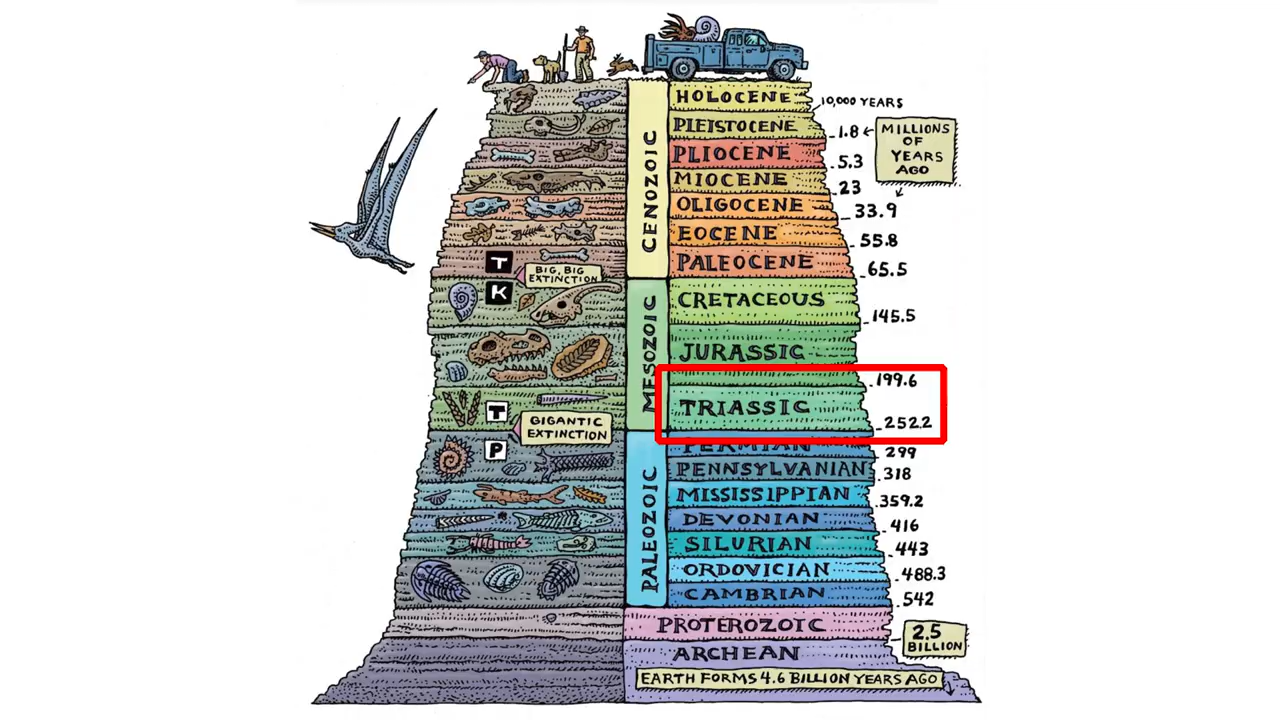 HOLOCENE
10,000 YEARS
PLEISTOCENE
1.8
MILLIONS
OF
YEARS
AGO
PLIOCENE
5.3
MIOCENE
23
OLIGOCENE
33.9
EOCENE
55.8
PALEOCENE
65.5
CENOZOIC
T
BIG, BIG
EXTINCTION
K
CRETACEOUS
145.5
JURASSIC
199.6
MESOZOIC
TRIASSIC
252.2
T
GIGANTIC
EXTINCTION
P
PERMIAN
299
PENNSYLVANIAN
318
MISSISSIPPIAN
359.2
DEVONIAN
416
SILURIAN
443
ORDOVICIAN
488.3
CAMBRIAN
542
PALEOZOIC
PROTEROZOIC
2.5
BILLION
ARCHEAN
EARTH FORMS 4.6 BILLION YEARS AGO